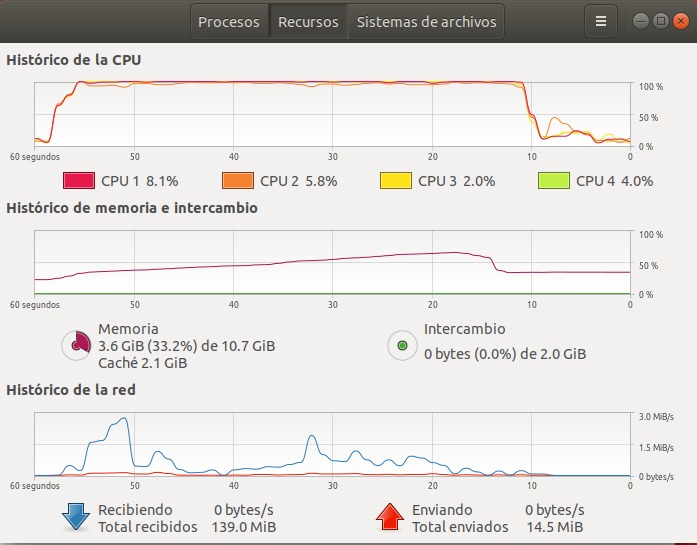 Procesos Recursos Sistemas de archivos
Histórico de la CPU
100 %
50 %
0 %
60 segundos 50 40 30 20 10 0
CPU 1 8.1% CPU 2 5.8% CPU 3 2.0% CPU 4 4.0%
Histórico de memoria e intercambio
100 %
50 %
0 %
60 segundos 50 40 30 20 10 0
Memoria
3.6 GiB (33.2%) de 10.7 GiB
Caché 2.1 GiB
Intercambio
0 bytes (0.0%) de 2.0 GiB
Histórico de la red
3.0 MiB/s
1.5 MiB/s
0 bytes/s
60 segundos 50 40 30 20 10 0
Recibiendo 0 bytes/s
Total recibidos 139.0 MiB
Enviando 0 bytes/s
Total enviados 14.5 MiB